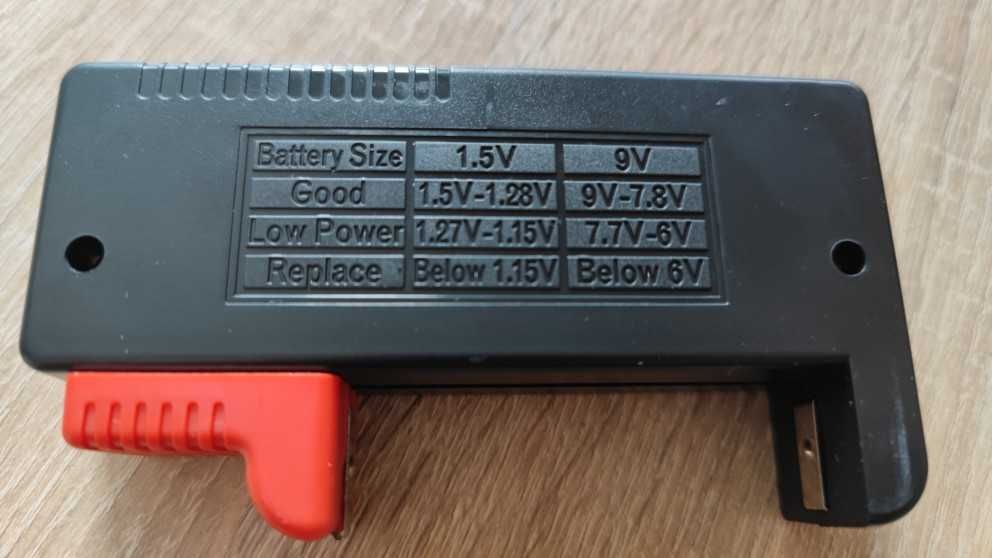 Battery Size 1.5V 9V
Good 1.5V-1.28V 9V-7.8V
Low Power 1.27V-1.15V 7.7V-6V
Replace Below 1.15V Below 6V